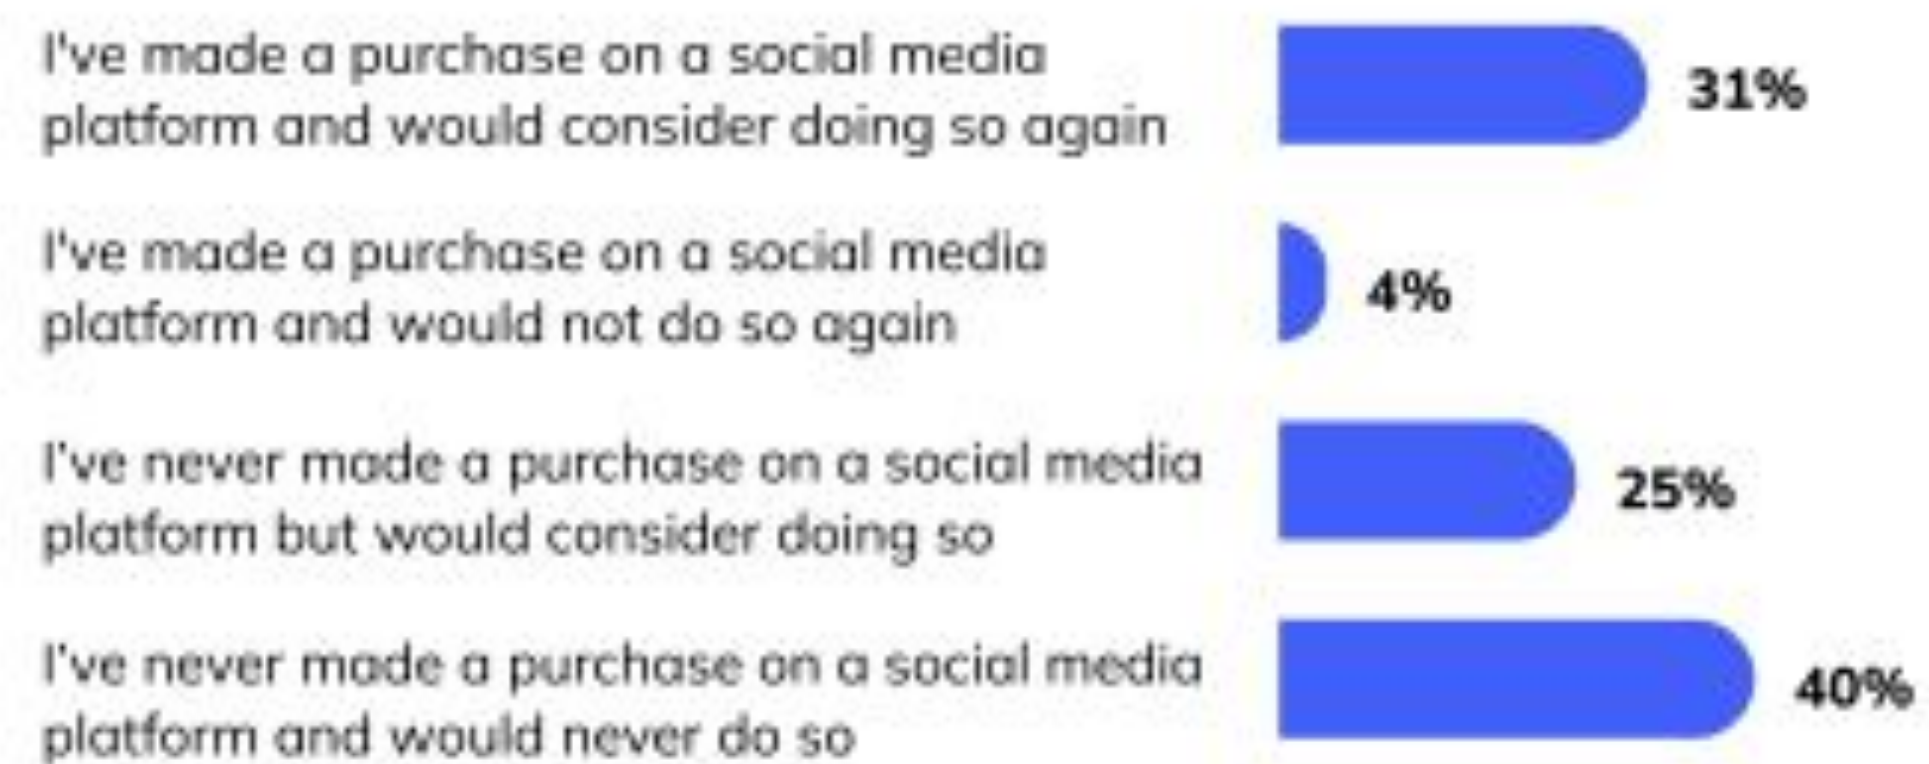 I've made a purchase on a social media
platform and would consider doing so again
31%
I've made a purchase on a social media
platform and would not do so again
4%
I've never made a purchase on a social media
platform but would consider doing so
25%
I've never made a purchase on a social media
platform and would never do so
40%